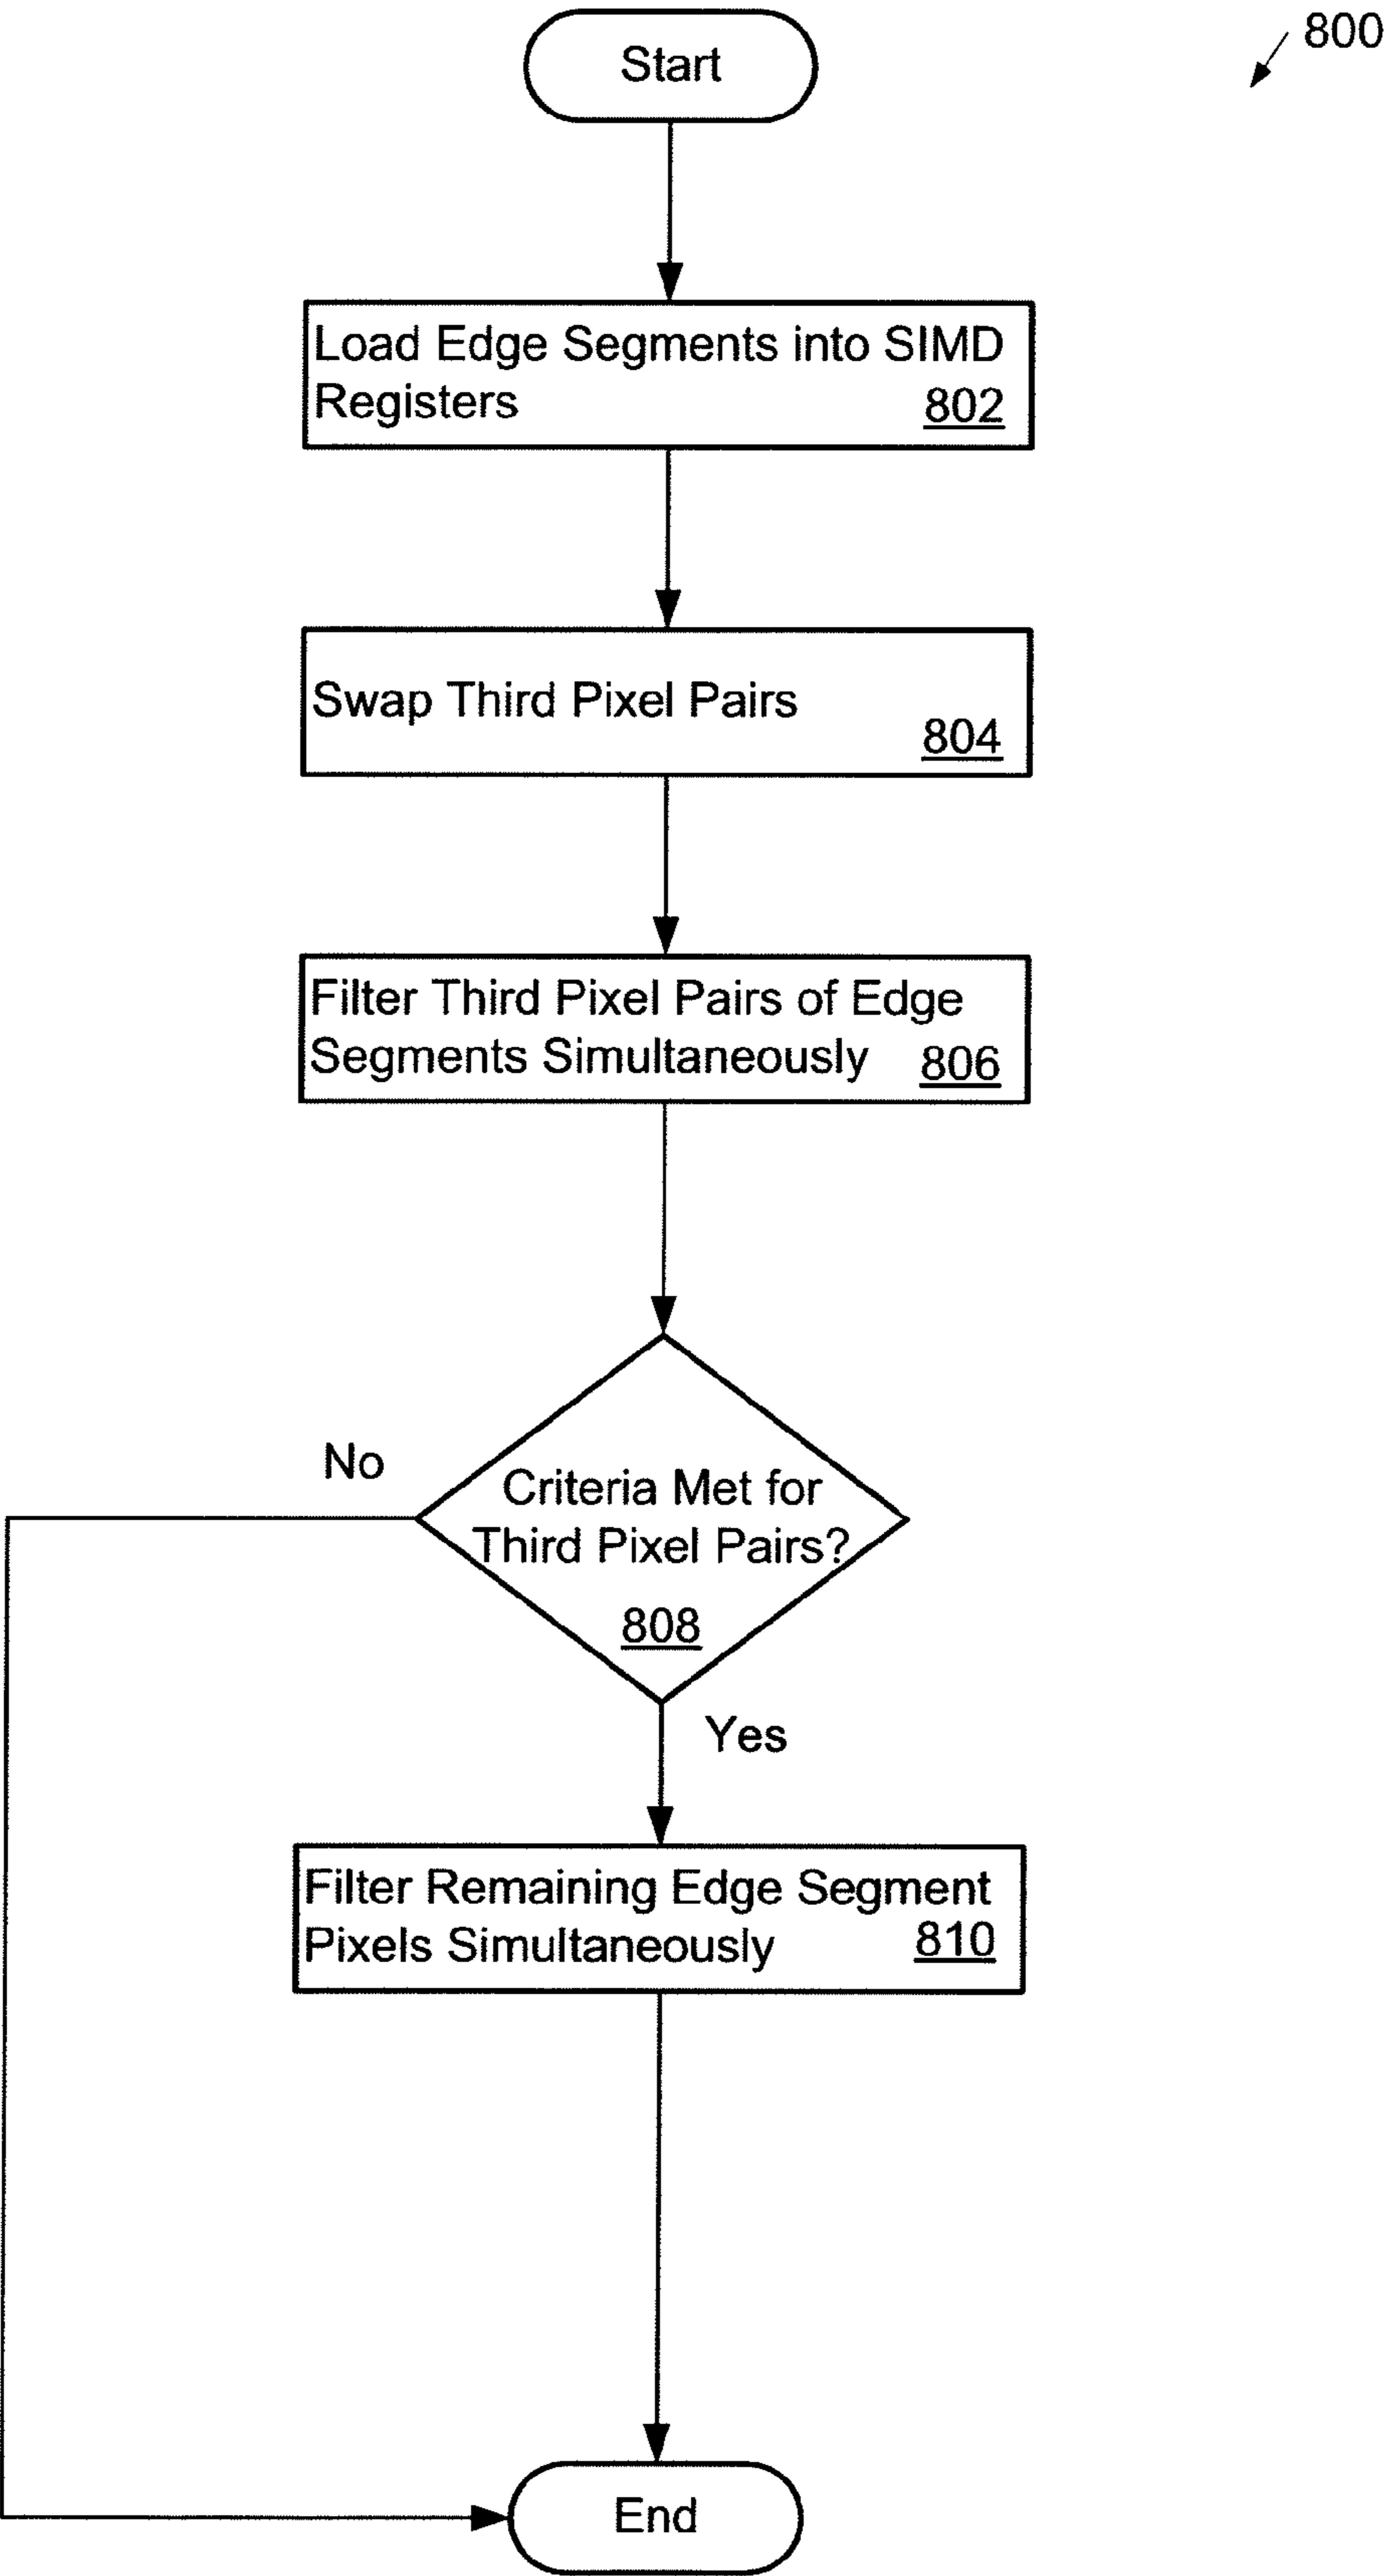 800
Start
Load Edge Segments into SIMD
Registers 802
Swap Third Pixel Pairs
804
Filter Third Pixel Pairs of Edge
Segments Simultaneously 806
No
Criteria Met for
Third Pixel Pairs?
808
Yes
Filter Remaining Edge Segment
Pixels Simultaneously 810
End